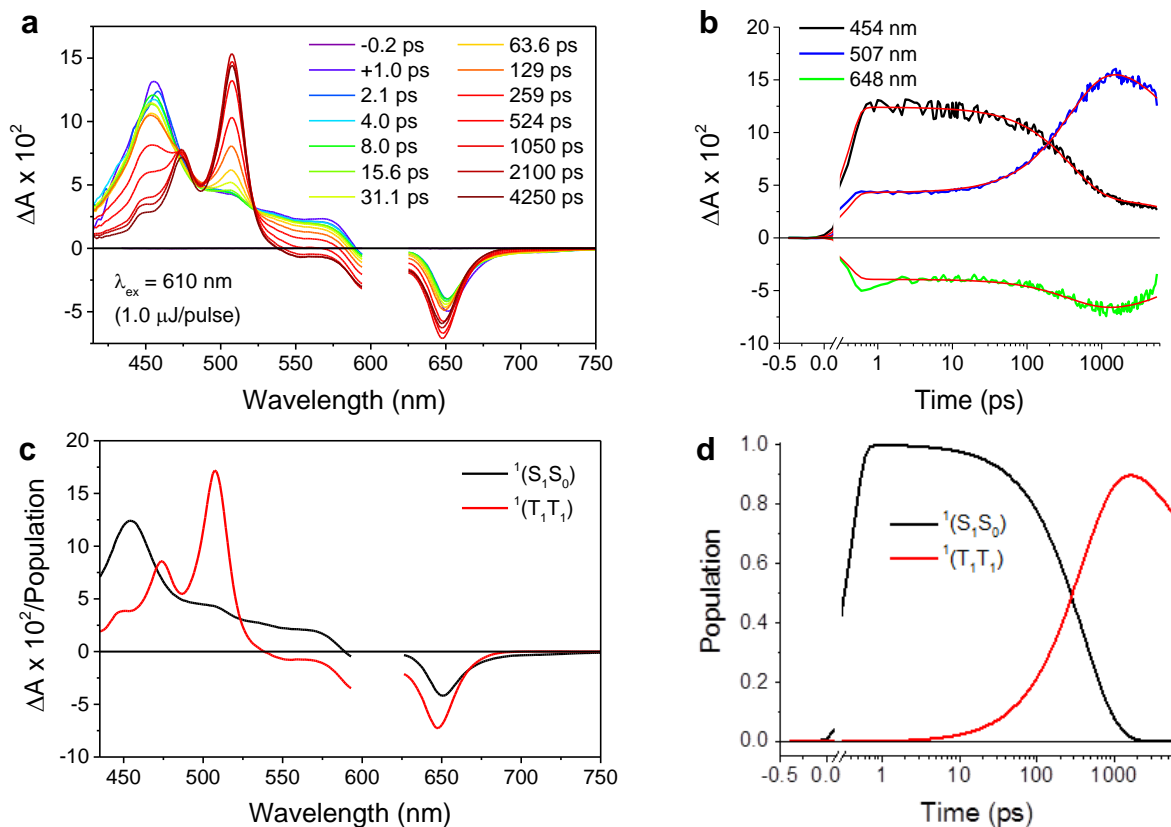 a
ΔA x 10²
15
10
5
0
-5
450 500 550 600 650 700 750
Wavelength (nm)
-0.2 ps
+1.0 ps
2.1 ps
4.0 ps
8.0 ps
15.6 ps
31.1 ps
63.6 ps
129 ps
259 ps
524 ps
1050 ps
2100 ps
4250 ps
λex = 610 nm
(1.0 μJ/pulse)
b
454 nm
507 nm
648 nm
ΔA x 10²
20
15
10
5
0
-5
-10
-0.5 0.0 1 10 100 1000
Time (ps)
c
ΔA x 10²/Population
20
15
10
5
0
-5
-10
450 500 550 600 650 700 750
Wavelength (nm)
¹(S₁S₀)
¹(T₁T₁)
d
Population
1.0
0.8
0.6
0.4
0.2
0.0
-0.5 0.0 1 10 100 1000
Time (ps)
¹(S₁S₀)
¹(T₁T₁)